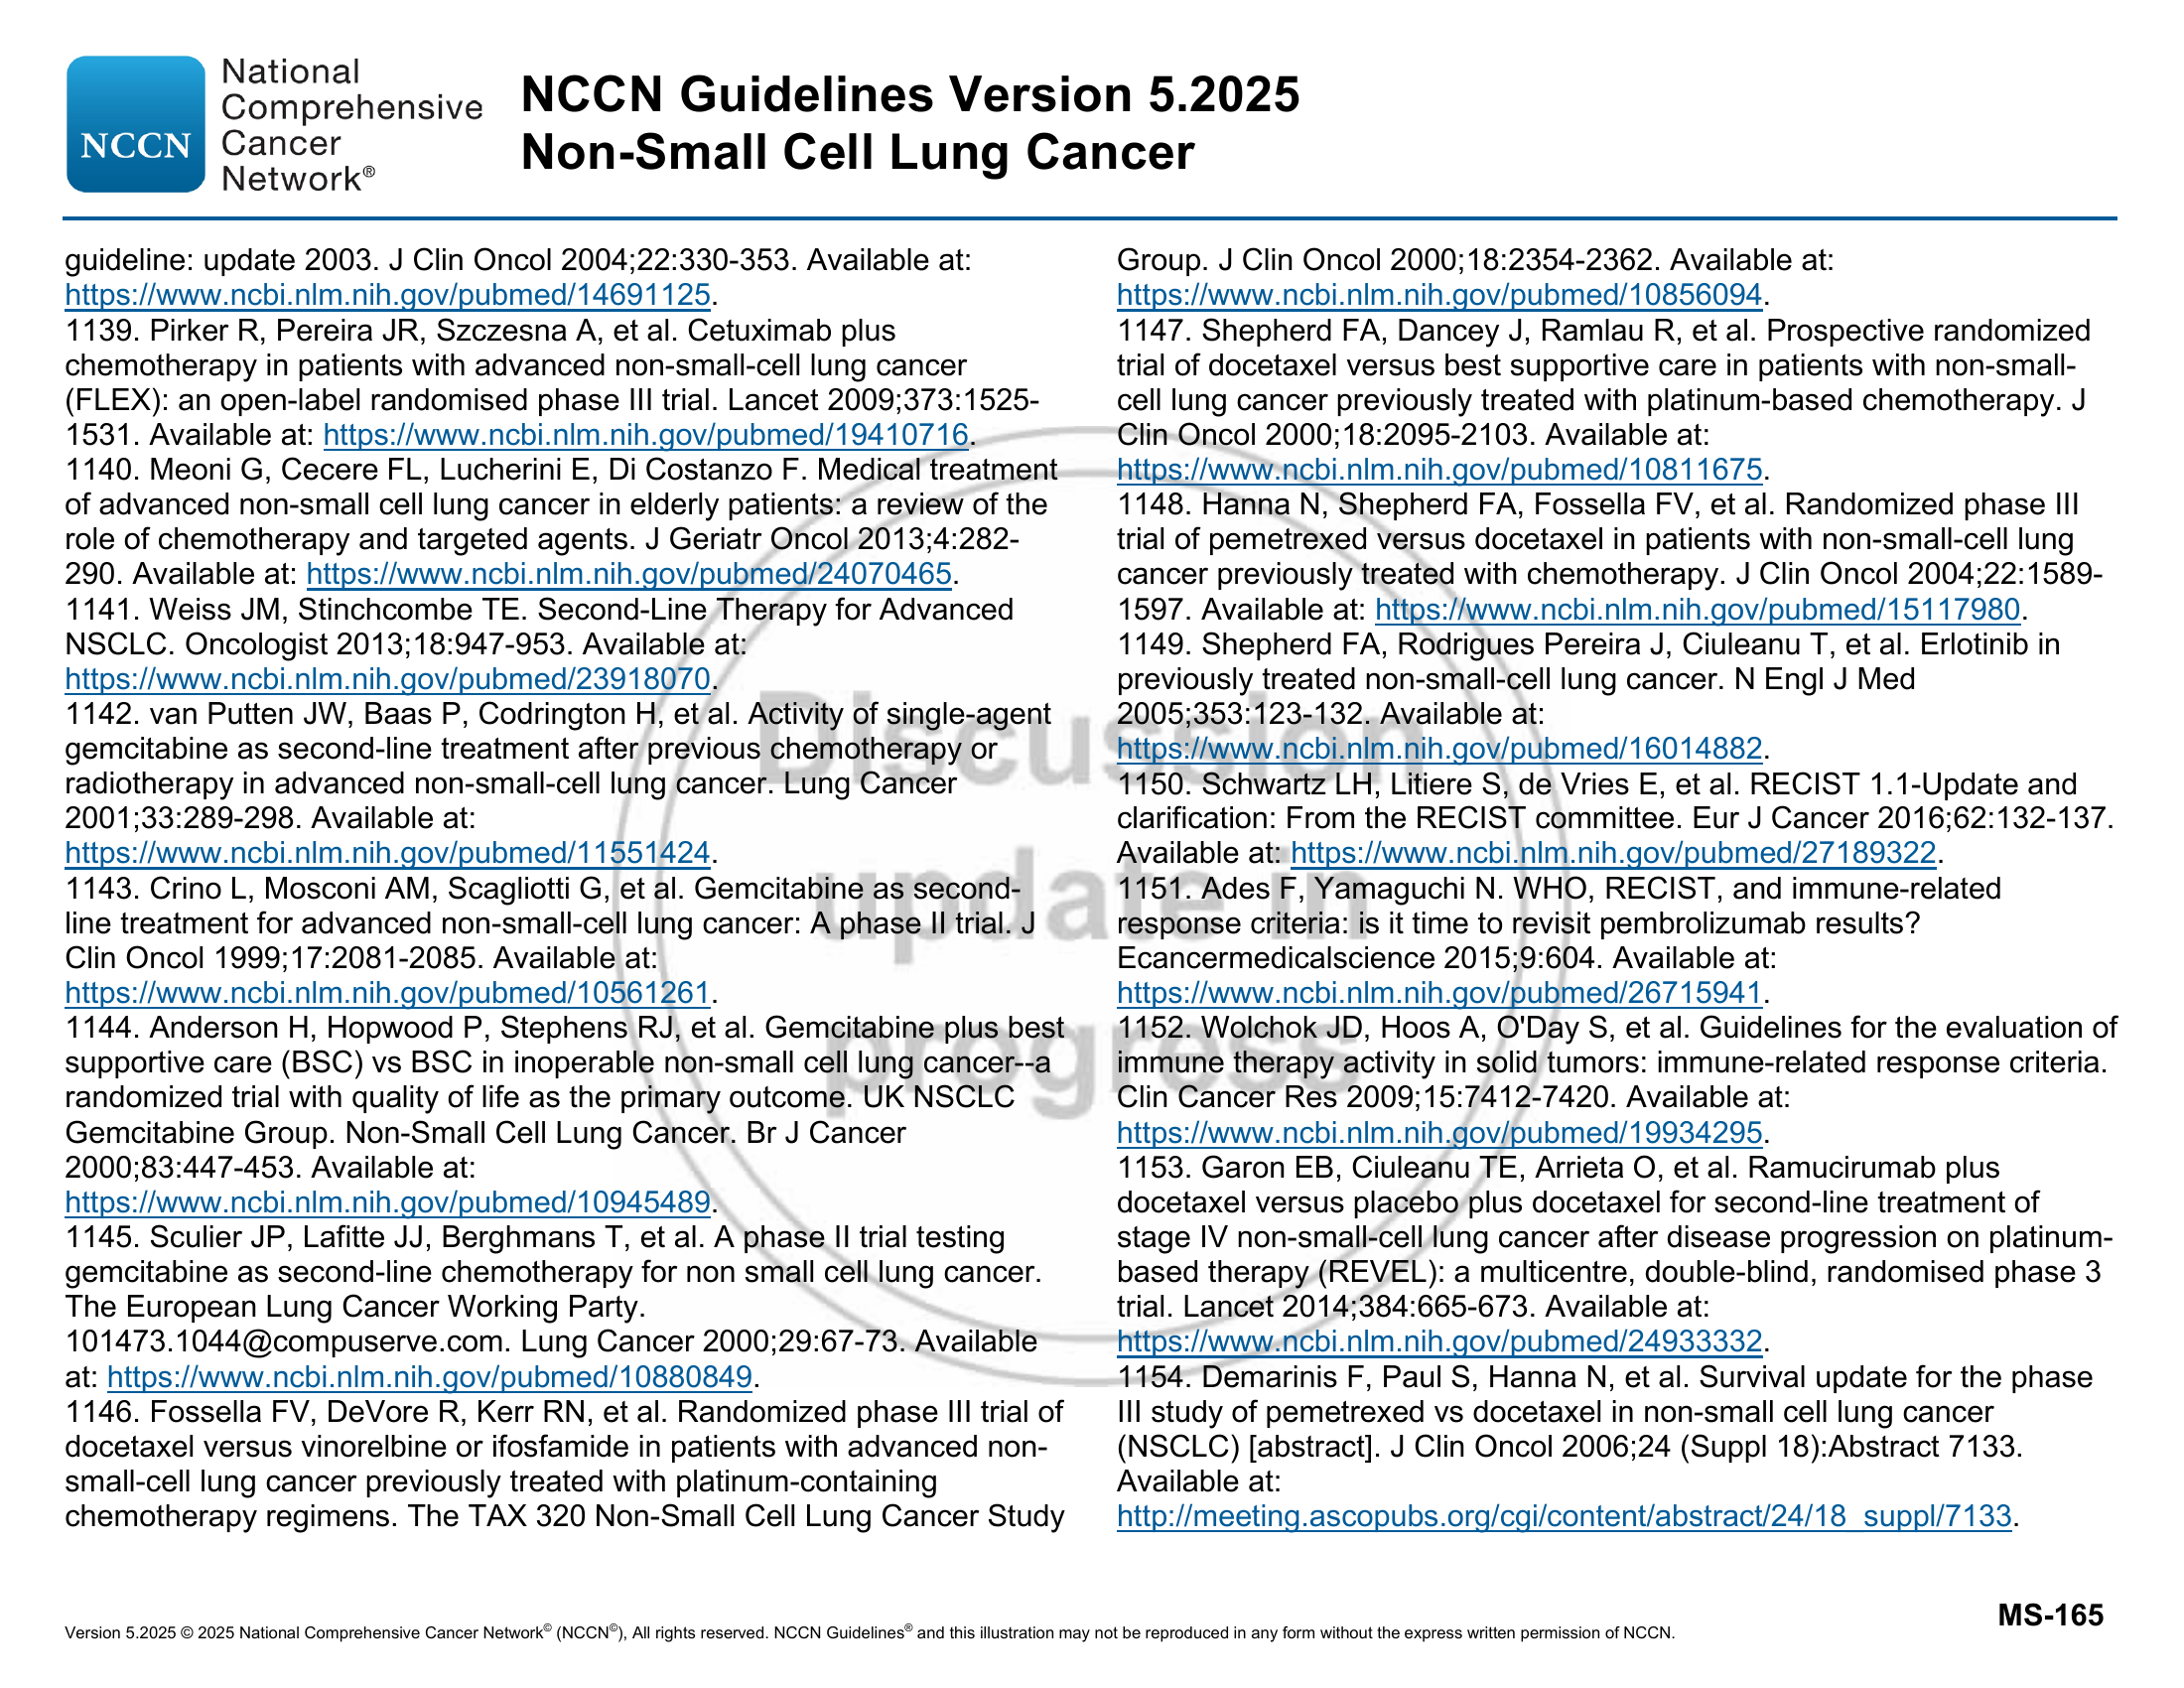 NCCN
National
Comprehensive
Cancer
Network®
NCCN Guidelines Version 5.2025
Non-Small Cell Lung Cancer
guideline: update 2003. J Clin Oncol 2004;22:330-353. Available at:
https://www.ncbi.nlm.nih.gov/pubmed/14691125.
1139. Pirker R, Pereira JR, Szczesna A, et al. Cetuximab plus
chemotherapy in patients with advanced non-small-cell lung cancer
(FLEX): an open-label randomised phase III trial. Lancet 2009;373:1525-
1531. Available at: https://www.ncbi.nlm.nih.gov/pubmed/19410716.
1140. Meoni G, Cecere FL, Lucherini E, Di Costanzo F. Medical treatment
of advanced non-small cell lung cancer in elderly patients: a review of the
role of chemotherapy and targeted agents. J Geriatr Oncol 2013;4:282-
290. Available at: https://www.ncbi.nlm.nih.gov/pubmed/24070465.
1141. Weiss JM, Stinchcombe TE. Second-Line Therapy for Advanced
NSCLC. Oncologist 2013;18:947-953. Available at:
https://www.ncbi.nlm.nih.gov/pubmed/23918070.
1142. van Putten JW, Baas P, Codrington H, et al. Activity of single-agent
gemcitabine as second-line treatment after previous chemotherapy or
radiotherapy in advanced non-small-cell lung cancer. Lung Cancer
2001;33:289-298. Available at:
https://www.ncbi.nlm.nih.gov/pubmed/11551424.
1143. Crino L, Mosconi AM, Scagliotti G, et al. Gemcitabine as second-
line treatment for advanced non-small-cell lung cancer: A phase II trial. J
Clin Oncol 1999;17:2081-2085. Available at:
https://www.ncbi.nlm.nih.gov/pubmed/10561261.
1144. Anderson H, Hopwood P, Stephens RJ, et al. Gemcitabine plus best
supportive care (BSC) vs BSC in inoperable non-small cell lung cancer--a
randomized trial with quality of life as the primary outcome. UK NSCLC
Gemcitabine Group. Non-Small Cell Lung Cancer. Br J Cancer
2000;83:447-453. Available at:
https://www.ncbi.nlm.nih.gov/pubmed/10945489.
1145. Sculier JP, Lafitte JJ, Berghmans T, et al. A phase II trial testing
gemcitabine as second-line chemotherapy for non small cell lung cancer.
The European Lung Cancer Working Party.
101473.1044@compuserve.com. Lung Cancer 2000;29:67-73. Available
at: https://www.ncbi.nlm.nih.gov/pubmed/10880849.
1146. Fossella FV, DeVore R, Kerr RN, et al. Randomized phase III trial of
docetaxel versus vinorelbine or ifosfamide in patients with advanced non-
small-cell lung cancer previously treated with platinum-containing
chemotherapy regimens. The TAX 320 Non-Small Cell Lung Cancer Study
Group. J Clin Oncol 2000;18:2354-2362. Available at:
https://www.ncbi.nlm.nih.gov/pubmed/10856094.
1147. Shepherd FA, Dancey J, Ramlau R, et al. Prospective randomized
trial of docetaxel versus best supportive care in patients with non-small-
cell lung cancer previously treated with platinum-based chemotherapy. J
Clin Oncol 2000;18:2095-2103. Available at:
https://www.ncbi.nlm.nih.gov/pubmed/10811675.
1148. Hanna N, Shepherd FA, Fossella FV, et al. Randomized phase III
trial of pemetrexed versus docetaxel in patients with non-small-cell lung
cancer previously treated with chemotherapy. J Clin Oncol 2004;22:1589-
1597. Available at: https://www.ncbi.nlm.nih.gov/pubmed/15117980.
1149. Shepherd FA, Rodrigues Pereira J, Ciuleanu T, et al. Erlotinib in
previously treated non-small-cell lung cancer. N Engl J Med
2005;353:123-132. Available at:
https://www.ncbi.nlm.nih.gov/pubmed/16014882.
1150. Schwartz LH, Litiere S, de Vries E, et al. RECIST 1.1-Update and
clarification: From the RECIST committee. Eur J Cancer 2016;62:132-137.
Available at: https://www.ncbi.nlm.nih.gov/pubmed/27189322.
1151. Ades F, Yamaguchi N. WHO, RECIST, and immune-related
response criteria: is it time to revisit pembrolizumab results?
Ecancermedicalscience 2015;9:604. Available at:
https://www.ncbi.nlm.nih.gov/pubmed/26715941.
1152. Wolchok JD, Hoos A, O'Day S, et al. Guidelines for the evaluation of
immune therapy activity in solid tumors: immune-related response criteria.
Clin Cancer Res 2009;15:7412-7420. Available at:
https://www.ncbi.nlm.nih.gov/pubmed/19934295.
1153. Garon EB, Ciuleanu TE, Arrieta O, et al. Ramucirumab plus
docetaxel versus placebo plus docetaxel for second-line treatment of
stage IV non-small-cell lung cancer after disease progression on platinum-
based therapy (REVEL): a multicentre, double-blind, randomised phase 3
trial. Lancet 2014;384:665-673. Available at:
https://www.ncbi.nlm.nih.gov/pubmed/24933332.
1154. Demarinis F, Paul S, Hanna N, et al. Survival update for the phase
III study of pemetrexed vs docetaxel in non-small cell lung cancer
(NSCLC) [abstract]. J Clin Oncol 2006;24 (Suppl 18):Abstract 7133.
Available at:
http://meeting.ascopubs.org/cgi/content/abstract/24/18_suppl/7133.
Discussion
update in
progress
MS-165
Version 5.2025 © 2025 National Comprehensive Cancer Network© (NCCN©), All rights reserved. NCCN Guidelines® and this illustration may not be reproduced in any form without the express written permission of NCCN.